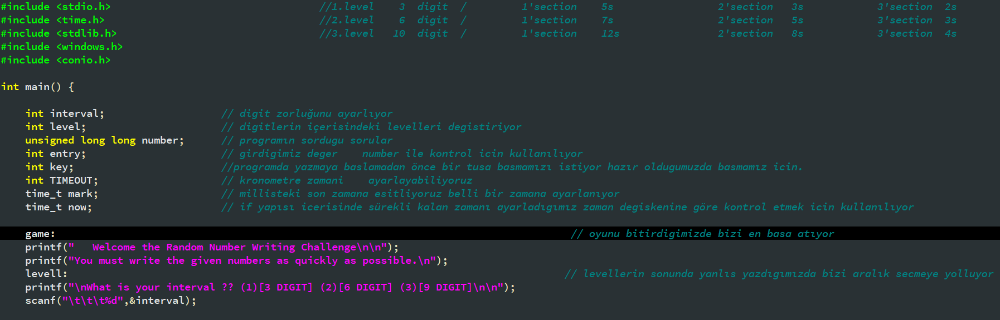 #include <stdio.h> //1.level 3 digit / 1'section 5s 2'section 3s 3'section 2s
#include <time.h> //2.level 6 digit / 1'section 7s 2'section 5s 3'section 3s
#include <stdlib.h> //3.level 10 digit / 1'section 12s 2'section 8s 3'section 4s
#include <windows.h>
#include <conio.h>
int main() {
int interval; // digit zorluğunu ayarlıyor
int level; // digitlerin içerisindeki levelleri degistiriyor
unsigned long long number; // programın sordugu sorular
int entry; // girdigimiz deger number ile kontrol icin kullanılıyor
int key; //programda yazmaya baslamadan önce bir tusa basmamızı istiyor hazır oldugumuzda basmamız icin.
int TIMEOUT; // kronometre zamani ayarlayabiliyoruz
time_t mark; // millisteki son zamana esitliyoruz belli bir zamana ayarlanıyor
time_t now; // if yapısı icerisinde sürekli kalan zamanı ayarladıgımız zaman degiskenine göre kontrol etmek icin kullanılıyor
game: // oyunu bitirdigimizde bizi en basa atıyor
printf("   Welcome the Random Number Writing Challenge\n\n");
printf("You must write the given numbers as quickly as possible.\n");
levell: // levellerin sonunda yanlıs yazdıgımızda bizi aralık secmeye yolluyor
printf("\nWhat is your interval ?? (1)[3 DIGIT] (2)[6 DIGIT] (3)[9 DIGIT]\n\n");
scanf("\t\t\t%d",&interval);